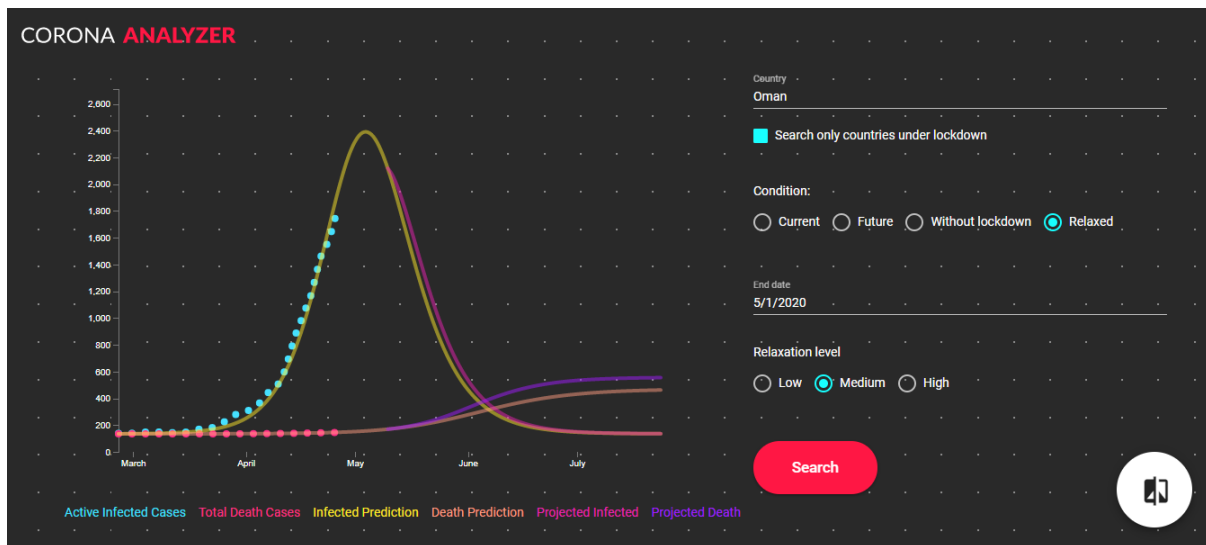 CORONA ANALYZER
2,600
2,400
2,200
2,000
1,800
1,600
1,400
1,200
1,000
800
600
400
200
0
March April May June July
Active Infected Cases Total Death Cases Infected Prediction Death Prediction Projected Infected Projected Death
Country
Oman
Search only countries under lockdown
Condition:
Current Future Without lockdown Relaxed
End date
5/1/2020
Relaxation level
Low Medium High
Search